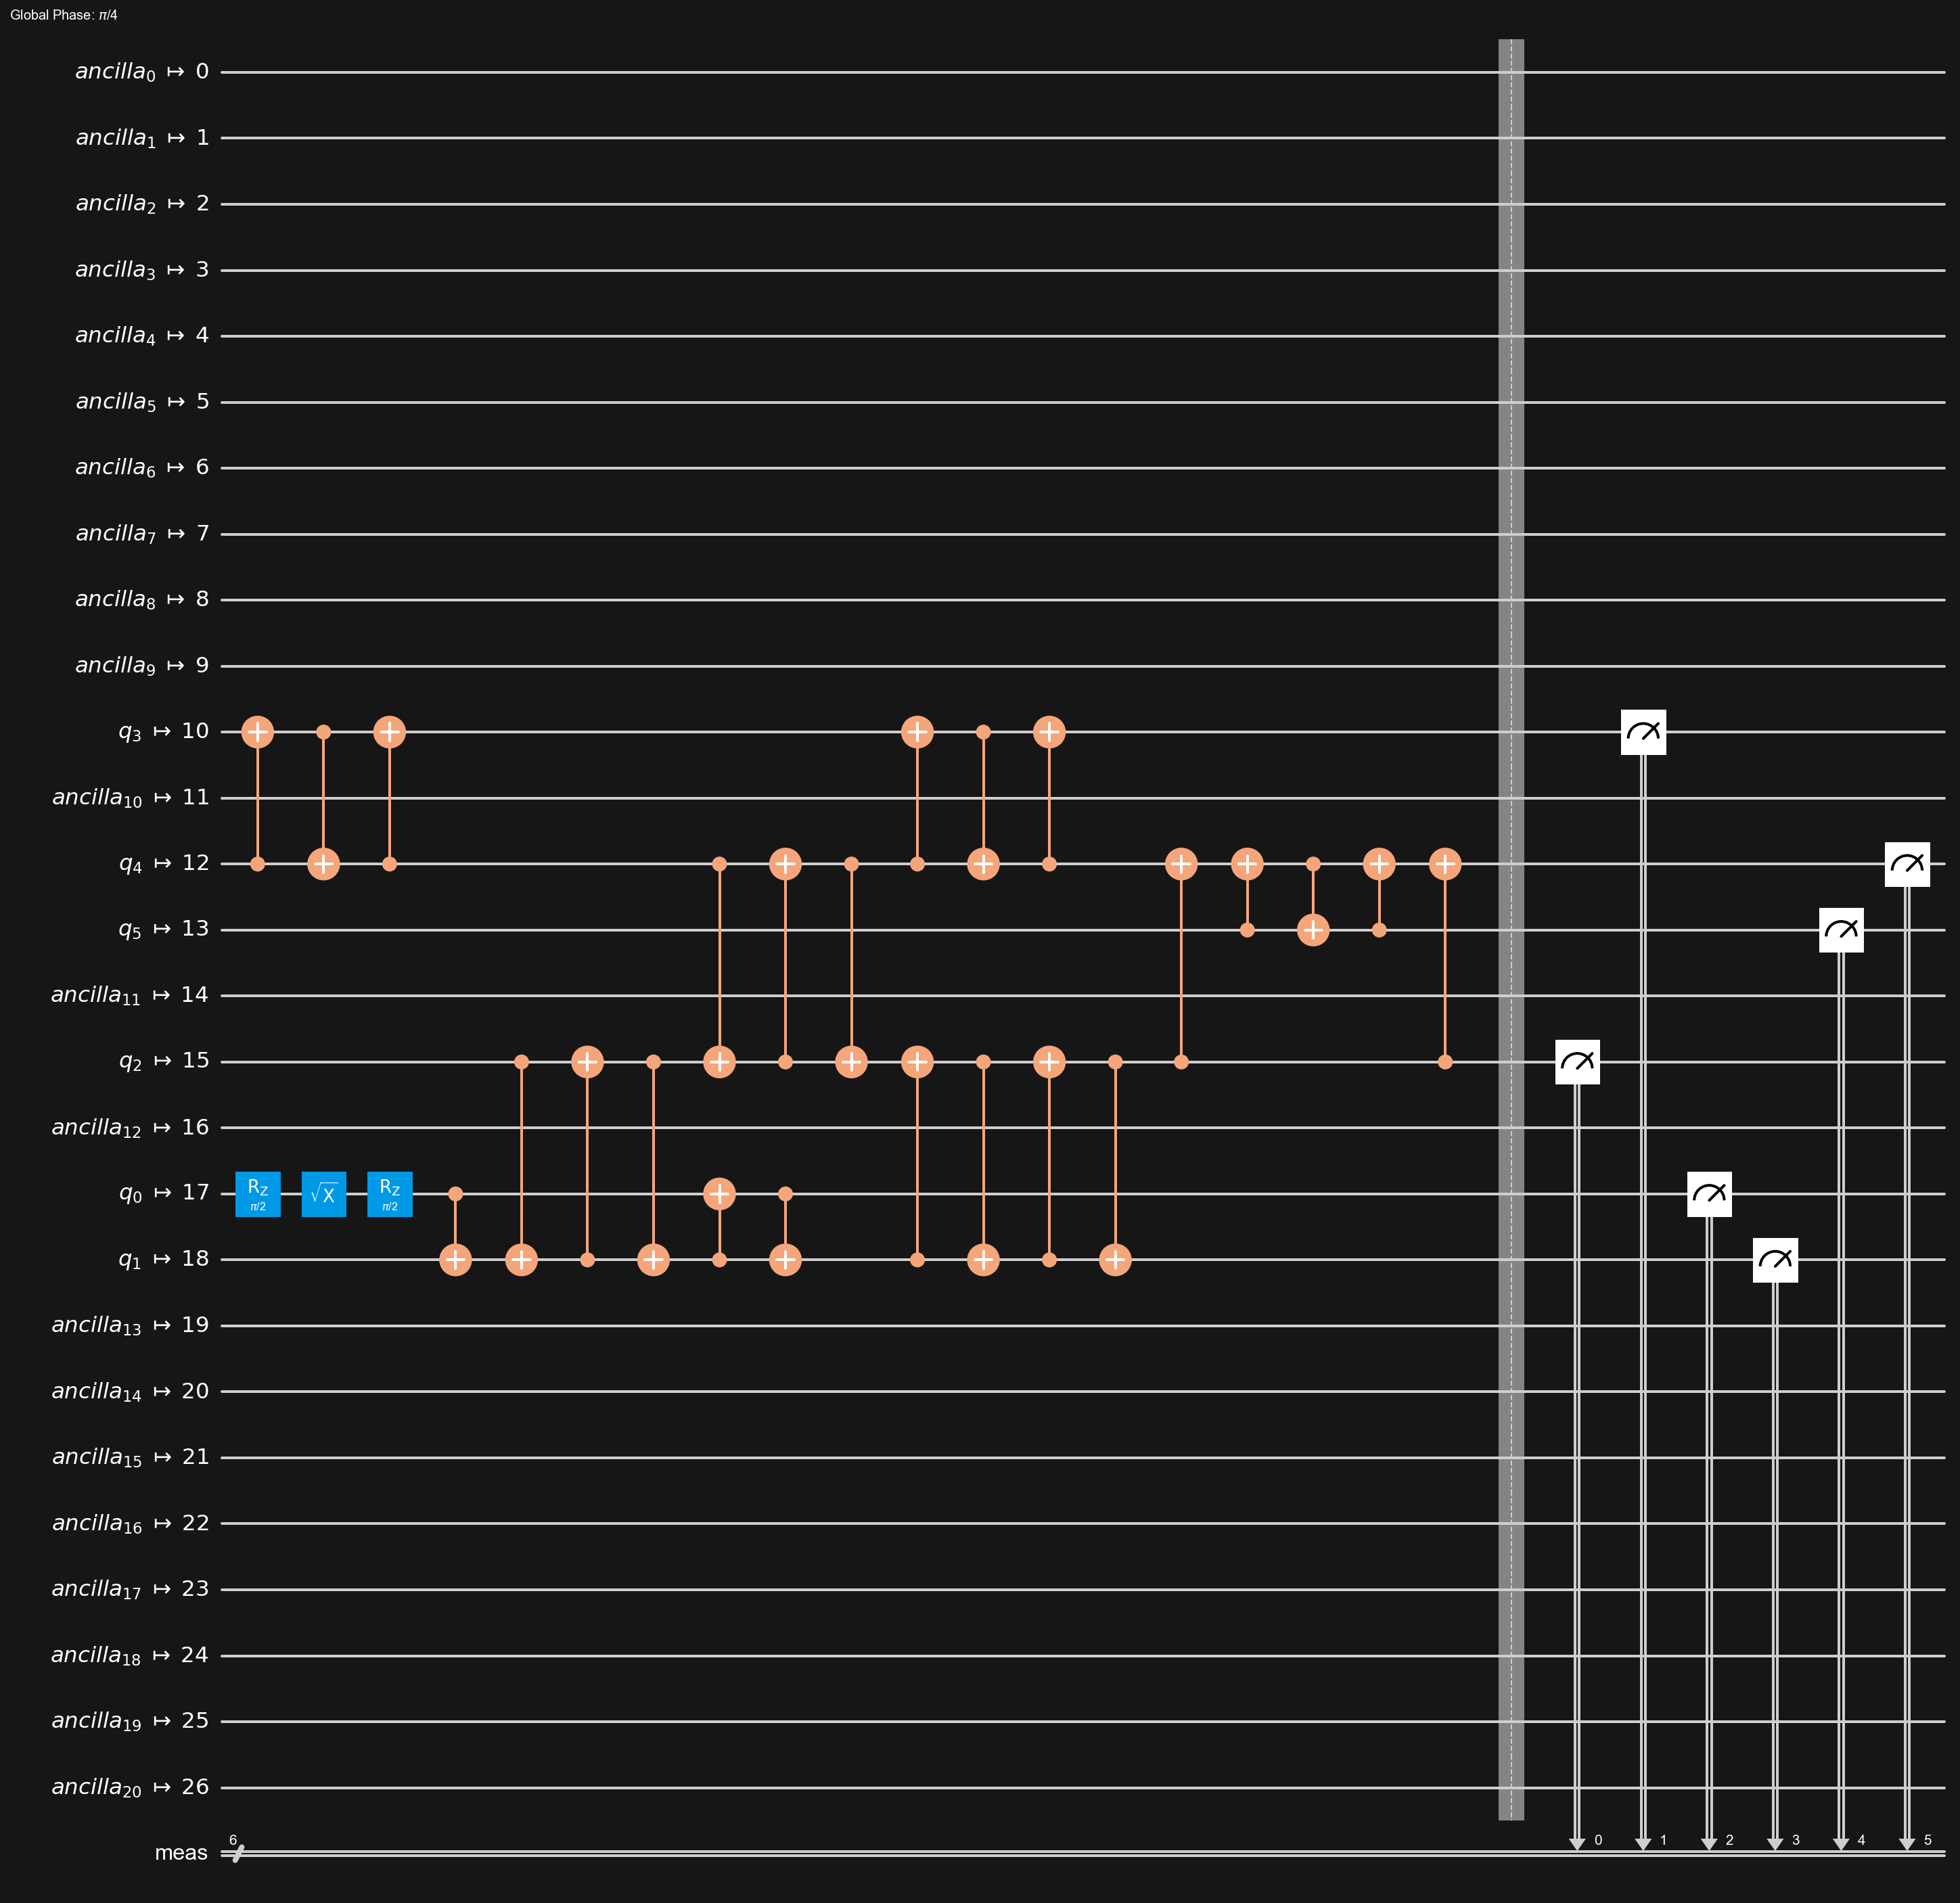 Global Phase: π/4
ancilla₀ ↦ 0
ancilla₁ ↦ 1
ancilla₂ ↦ 2
ancilla₃ ↦ 3
ancilla₄ ↦ 4
ancilla₅ ↦ 5
ancilla₆ ↦ 6
ancilla₇ ↦ 7
ancilla₈ ↦ 8
ancilla₉ ↦ 9
q₃ ↦ 10
ancilla₁₀ ↦ 11
q₄ ↦ 12
q₅ ↦ 13
ancilla₁₁ ↦ 14
q₂ ↦ 15
ancilla₁₂ ↦ 16
q₀ ↦ 17 R_Z π/2 √X R_Z π/2
q₁ ↦ 18
ancilla₁₃ ↦ 19
ancilla₁₄ ↦ 20
ancilla₁₅ ↦ 21
ancilla₁₆ ↦ 22
ancilla₁₇ ↦ 23
ancilla₁₈ ↦ 24
ancilla₁₉ ↦ 25
ancilla₂₀ ↦ 26
meas 6 0 1 2 3 4 5